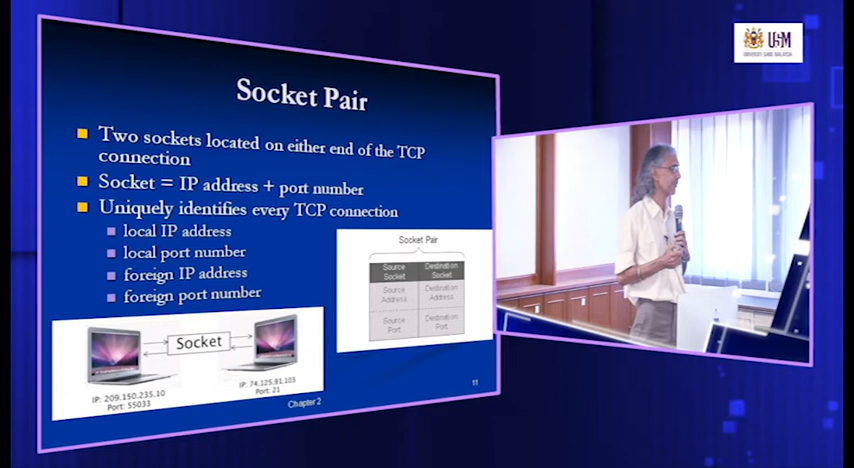 USM
UNIVERSITI SAINS MALAYSIA
Socket Pair
Two sockets located on either end of the TCP
connection
Socket = IP address + port number
Uniquely identifies every TCP connection
local IP address
local port number
foreign IP address
foreign port number
Socket Pair
Source Socket
Destination Socket
Source Address
Destination Address
Source Port
Destination Port
Socket
IP: 209.150.235.10
Port: 55033
IP: 74.125.91.103
Port: 21
Chapter 2
11